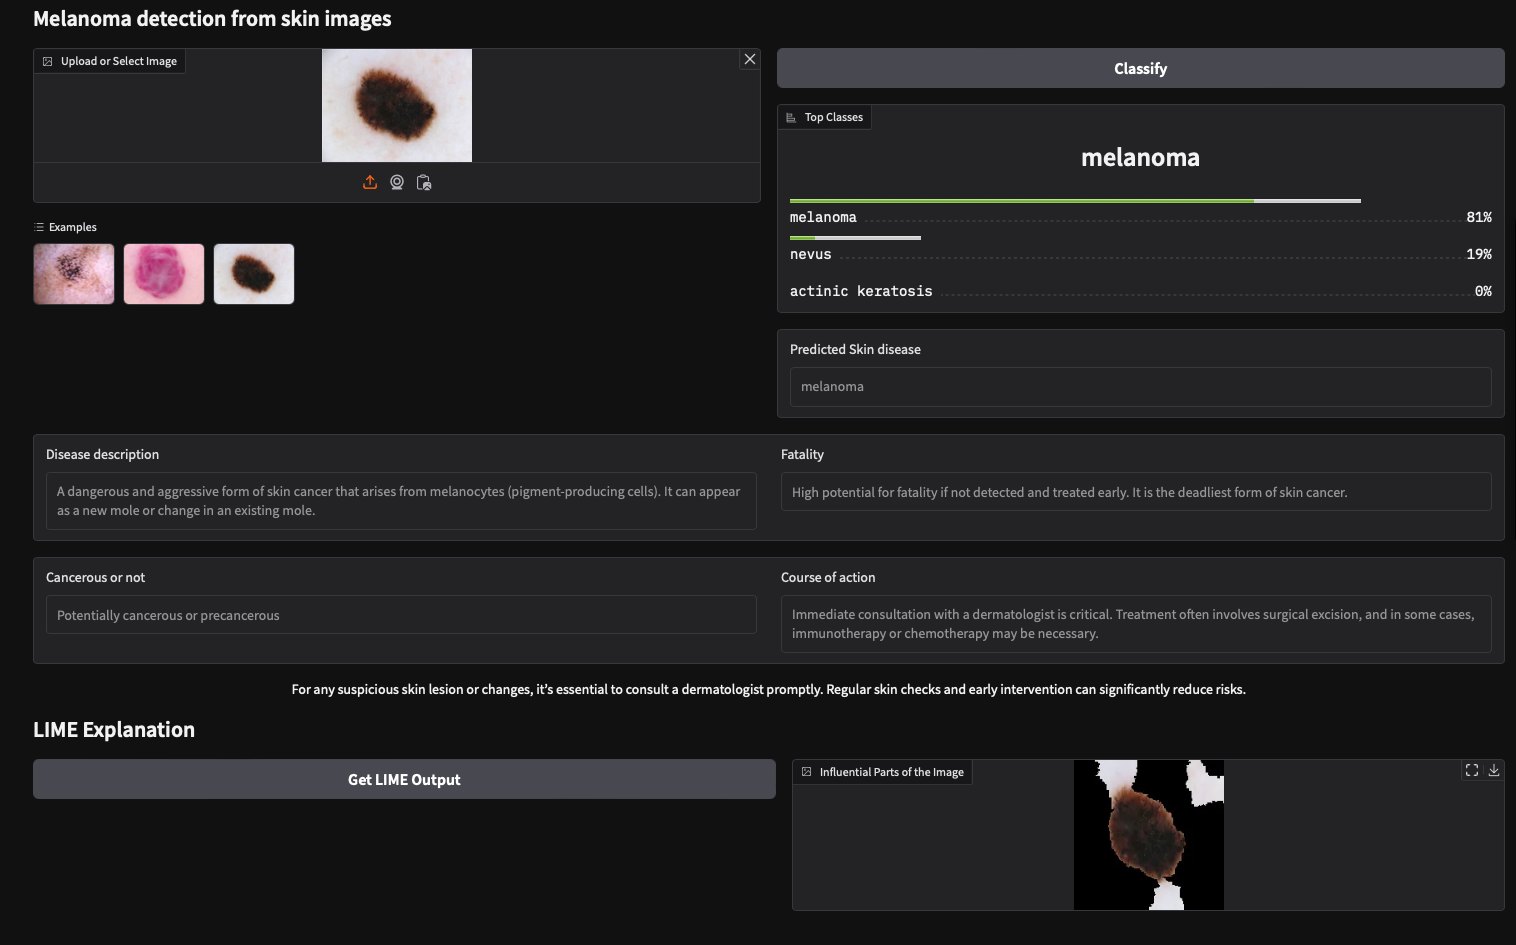 Melanoma detection from skin images
Upload or Select Image
Classify
Top Classes
melanoma
melanoma 81%
nevus 19%
actinic keratosis 0%
Examples
Predicted Skin disease
melanoma
Disease description
A dangerous and aggressive form of skin cancer that arises from melanocytes (pigment-producing cells). It can appear
as a new mole or change in an existing mole.
Fatality
High potential for fatality if not detected and treated early. It is the deadliest form of skin cancer.
Cancerous or not
Potentially cancerous or precancerous
Course of action
Immediate consultation with a dermatologist is critical. Treatment often involves surgical excision, and in some cases,
immunotherapy or chemotherapy may be necessary.
For any suspicious skin lesion or changes, it's essential to consult a dermatologist promptly. Regular skin checks and early intervention can significantly reduce risks.
LIME Explanation
Get LIME Output
Influential Parts of the Image